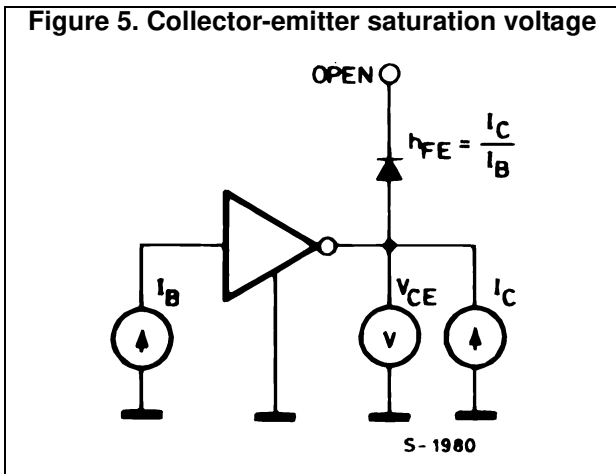 Figure 5. Collector-emitter saturation voltage
OPEN
hFE = IC
IB
IB
VCE
IC
V
S-1980